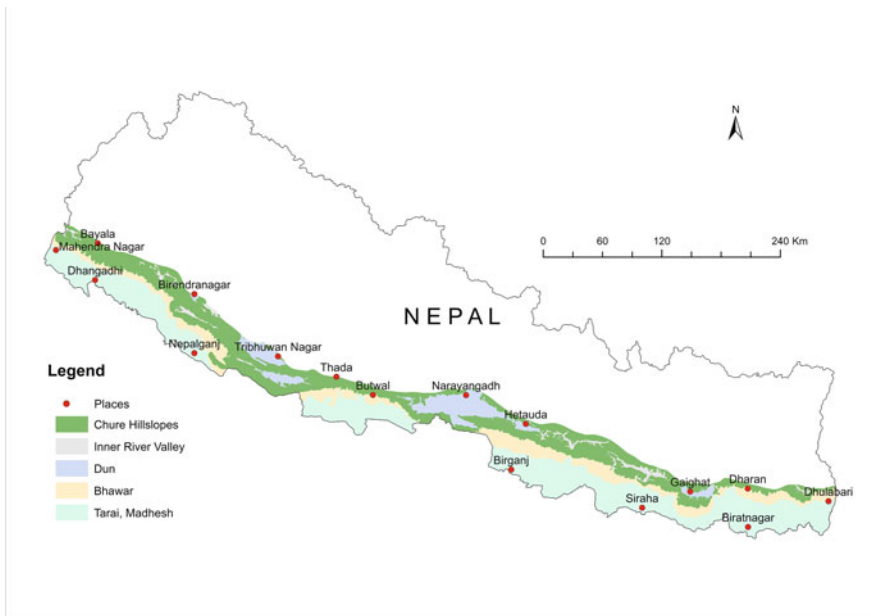 N
0 60 120 240 Km
Bayala
Mahendra Nagar
Dhangadhi
Birendranagar
NEPAL
Nepalganj
Tribhuwan Nagar
Thada
Butwal
Narayangadh
Hetauda
Birganj
Gaighat
Dharan
Dhulabari
Siraha
Biratnagar
Legend
Places
Chure Hillslopes
Inner River Valley
Dun
Bhawar
Tarai, Madhesh